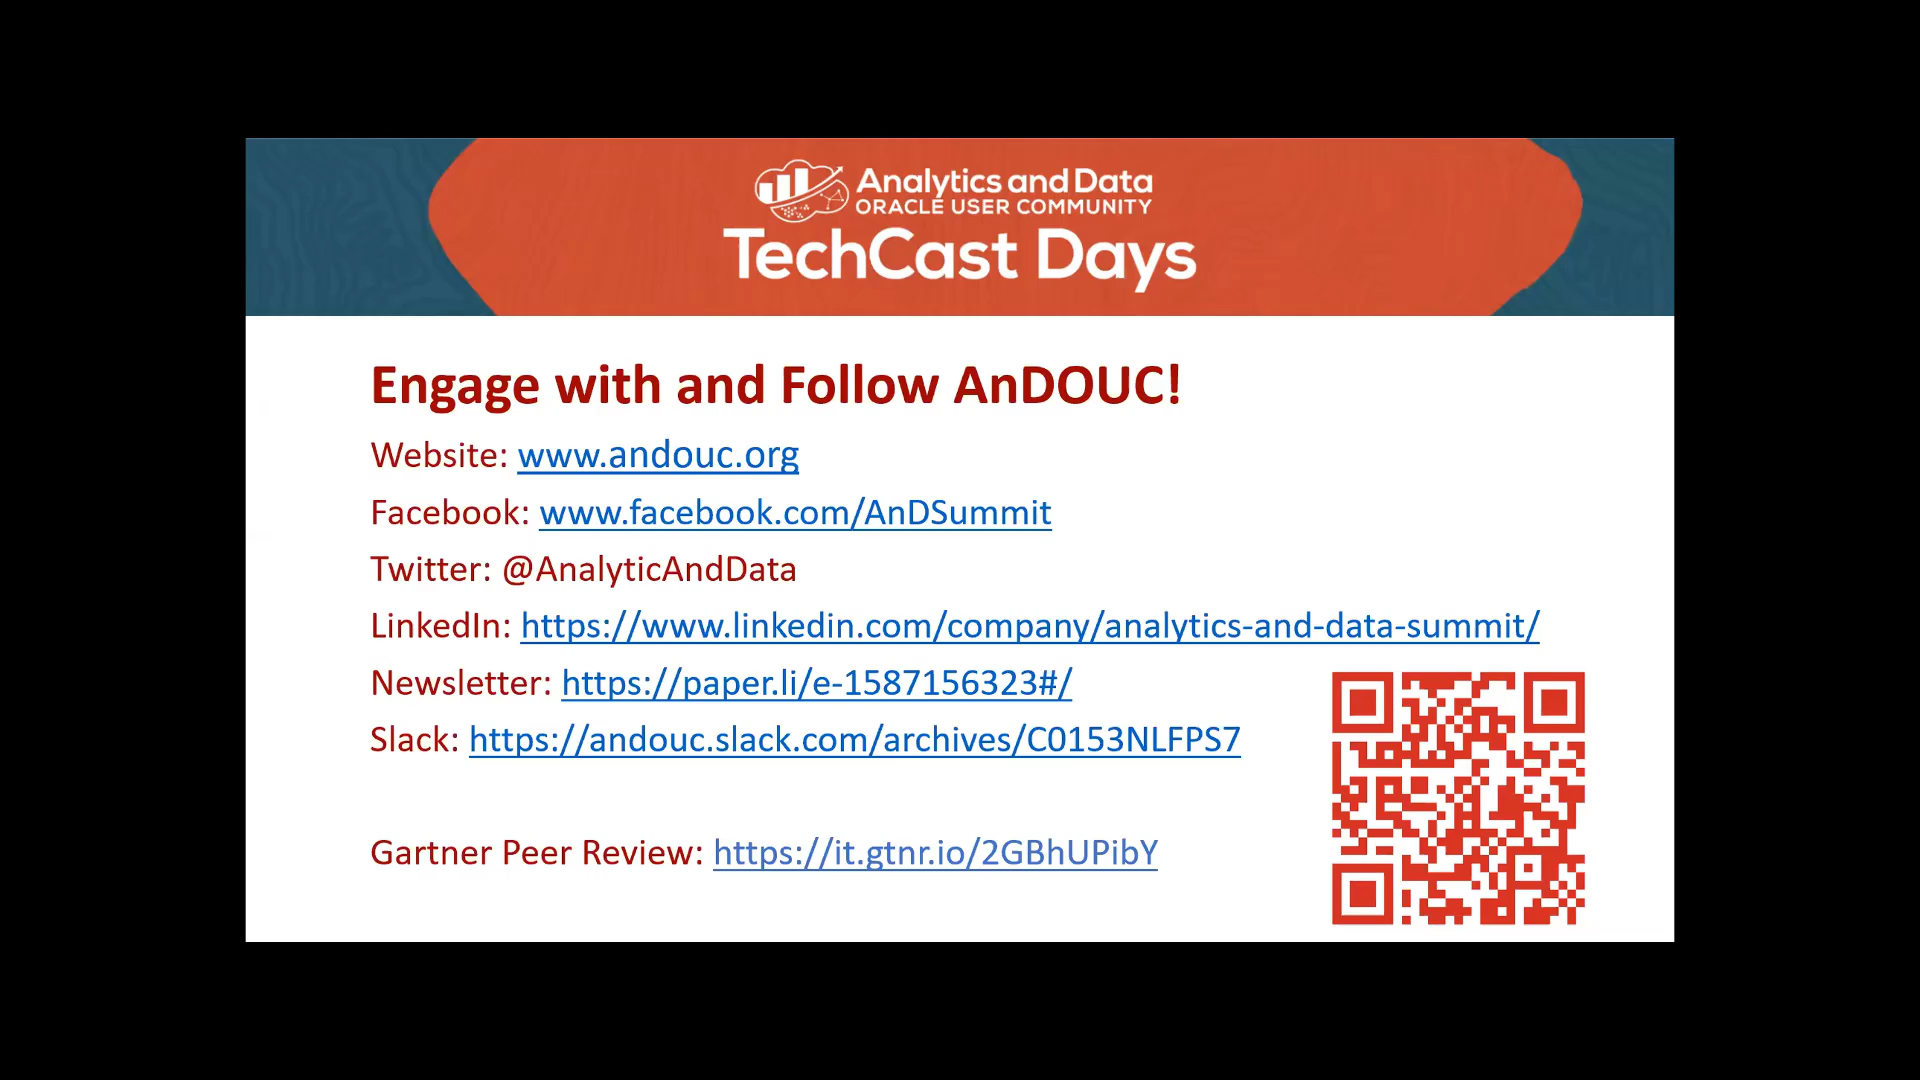 Analytics and Data
ORACLE USER COMMUNITY
TechCast Days
Engage with and Follow AnDOUC!
Website: www.andouc.org
Facebook: www.facebook.com/AnDSummit
Twitter: @AnalyticAndData
LinkedIn: https://www.linkedin.com/company/analytics-and-data-summit/
Newsletter: https://paper.li/e-1587156323#/
Slack: https://andouc.slack.com/archives/C0153NLFPS7
Gartner Peer Review: https://it.gtnr.io/2GBhUPibY